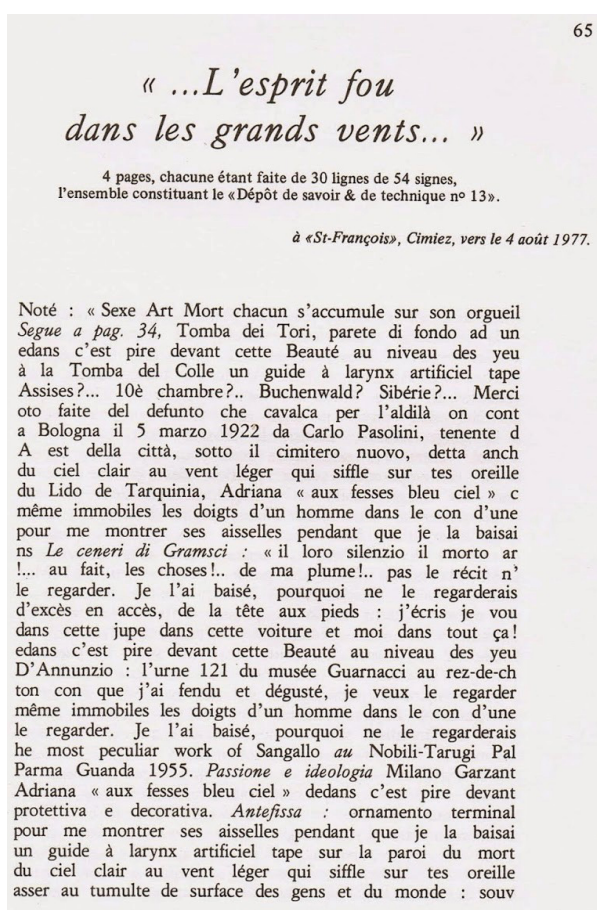 65
« ...L'esprit fou
dans les grands vents... »
4 pages, chacune étant faite de 30 lignes de 54 signes,
l'ensemble constituant le «Dépôt de savoir & de technique nº 13».
à «St-François», Cimiez, vers le 4 août 1977.
Noté : « Sexe Art Mort chacun s'accumule sur son orgueil
Segue a pag. 34, Tomba dei Tori, parete di fondo ad un
edans c'est pire devant cette Beauté au niveau des yeu
à la Tomba del Colle un guide à larynx artificiel tape
Assises?... 10è chambre?.. Buchenwald? Sibérie?... Merci
oto faite del defunto che cavalca per l'aldilà on cont
a Bologna il 5 marzo 1922 da Carlo Pasolini, tenente d
A est della città, sotto il cimitero nuovo, detta anch
du ciel clair au vent léger qui siffle sur tes oreille
du Lido de Tarquinia, Adriana « aux fesses bleu ciel » c
même immobiles les doigts d'un homme dans le con d'une
pour me montrer ses aisselles pendant que je la baisai
ns Le ceneri di Gramsci : « il loro silenzio il morto ar
!... au fait, les choses!.. de ma plume!.. pas le récit n'
le regarder. Je l'ai baisé, pourquoi ne le regarderais
d'excès en accès, de la tête aux pieds : j'écris je vou
dans cette jupe dans cette voiture et moi dans tout ça!
edans c'est pire devant cette Beauté au niveau des yeu
D'Annunzio : l'urne 121 du musée Guarnacci au rez-de-ch
ton con que j'ai fendu et dégusté, je veux le regarder
même immobiles les doigts d'un homme dans le con d'une
le regarder. Je l'ai baisé, pourquoi ne le regarderais
he most peculiar work of Sangallo au Nobili-Tarugi Pal
Parma Guanda 1955. Passione e ideologia Milano Garzant
Adriana « aux fesses bleu ciel » dedans c'est pire devant
protettiva e decorativa. Antefissa : ornamento terminal
pour me montrer ses aisselles pendant que je la baisai
un guide à larynx artificiel tape sur la paroi du mort
du ciel clair au vent léger qui siffle sur tes oreille
asser au tumulte de surface des gens et du monde : souv